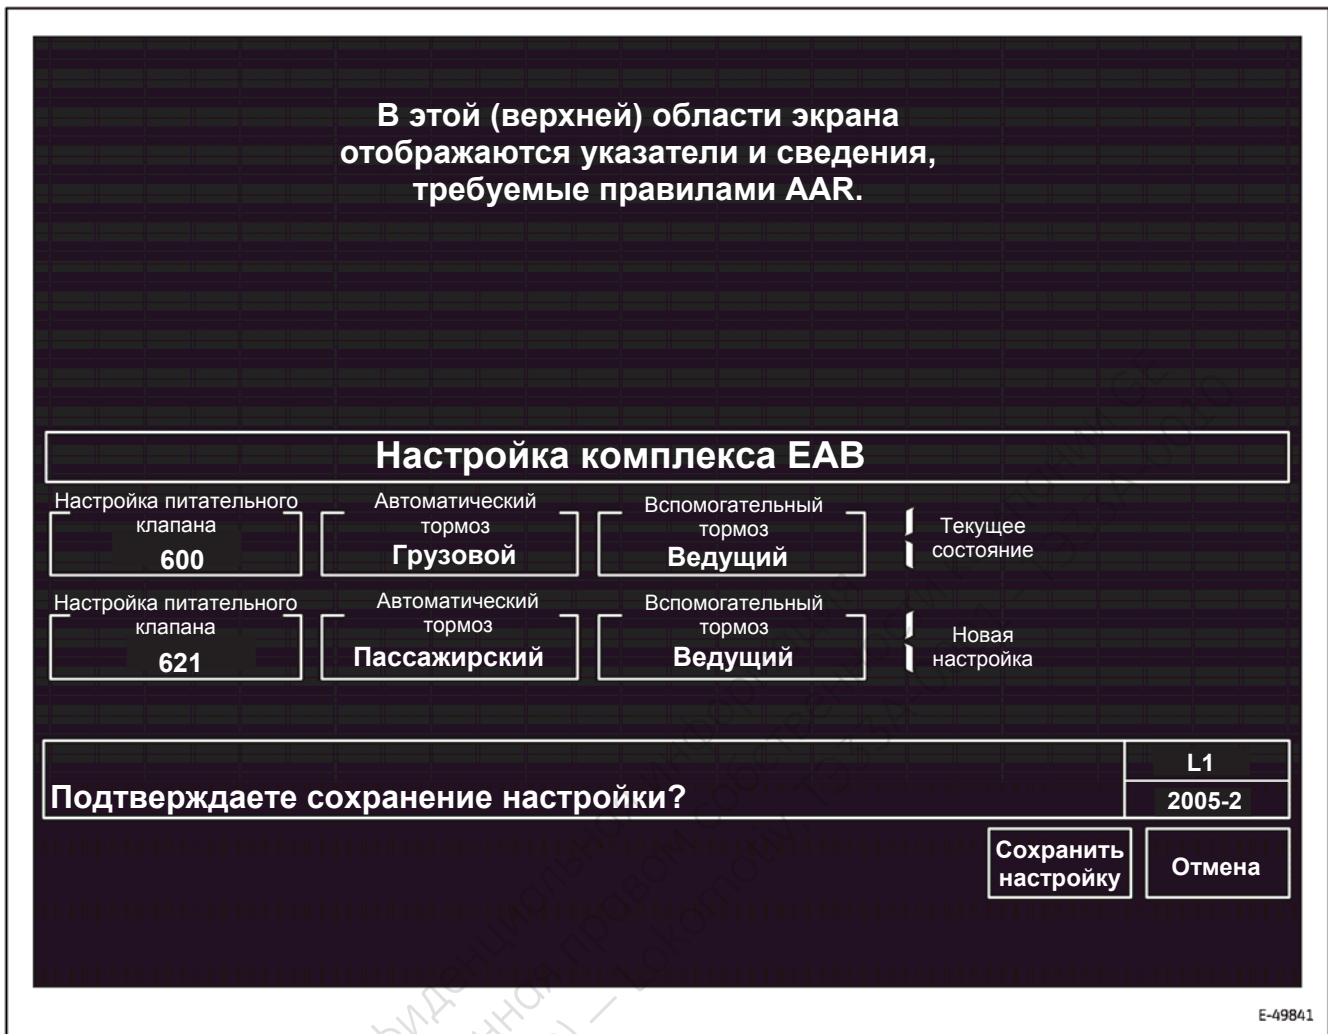 В этой (верхней) области экрана
отображаются указатели и сведения,
требуемые правилами AAR.
Настройка комплекса EAB
Настройка питательного
клапана
600
Автоматический
тормоз
Грузовой
Вспомогательный
тормоз
Ведущий
Текущее
состояние
Настройка питательного
клапана
621
Автоматический
тормоз
Пассажирский
Вспомогательный
тормоз
Ведущий
Новая
настройка
Подтверждаете сохранение настройки?
L1
2005-2
Сохранить
настройку
Отмена
E-49841